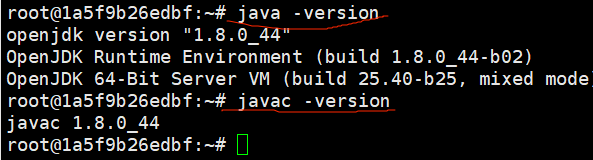 root@1a5f9b26edbf:~# java -version
openjdk version "1.8.0_44"
OpenJDK Runtime Environment (build 1.8.0_44-b02)
OpenJDK 64-Bit Server VM (build 25.40-b25, mixed mode)
root@1a5f9b26edbf:~# javac -version
javac 1.8.0_44
root@1a5f9b26edbf:~#